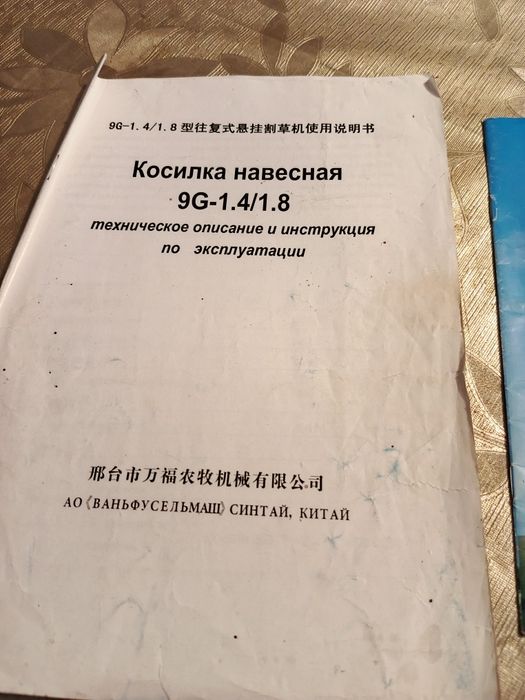 9G-1.4/1.8 型往复式悬挂割草机使用说明书
Косилка навесная
9G-1.4/1.8
техническое описание и инструкция
по эксплуатации
邢台市万福农牧机械有限公司
АО《ВАНЬФУСЕЛЬМАЩ》СИНТАЙ, КИТАЙ